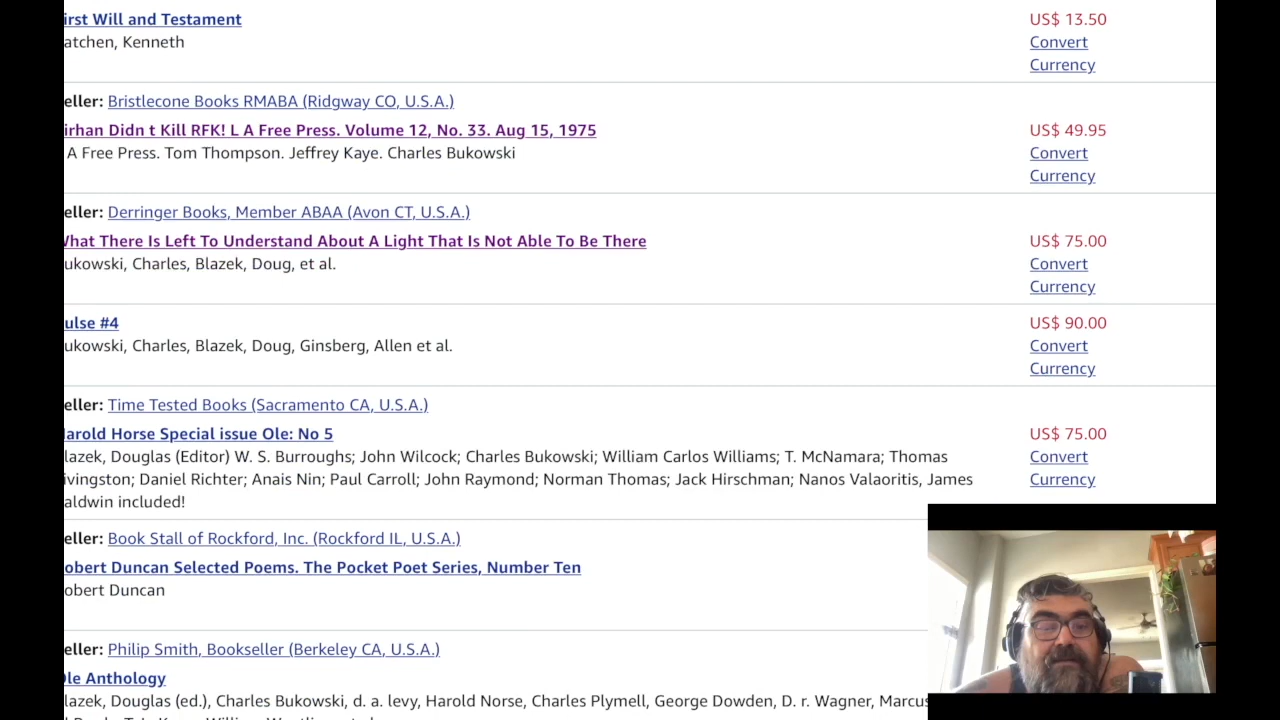 irst Will and Testament
US$ 13.50
atchen, Kenneth
Convert
Currency
eller: Bristlecone Books RMABA (Ridgway CO, U.S.A.)
irhan Didn t Kill RFK! L A Free Press. Volume 12, No. 33. Aug 15, 1975
US$ 49.95
A Free Press. Tom Thompson. Jeffrey Kaye. Charles Bukowski
Convert
Currency
eller: Derringer Books, Member ABAA (Avon CT, U.S.A.)
What There Is Left To Understand About A Light That Is Not Able To Be There
US$ 75.00
ukowski, Charles, Blazek, Doug, et al.
Convert
Currency
ulse #4
US$ 90.00
ukowski, Charles, Blazek, Doug, Ginsberg, Allen et al.
Convert
Currency
eller: Time Tested Books (Sacramento CA, U.S.A.)
Harold Horse Special issue Ole: No 5
US$ 75.00
lazek, Douglas (Editor) W. S. Burroughs; John Wilcock; Charles Bukowski; William Carlos Williams; T. McNamara; Thomas
Convert
ivingston; Daniel Richter; Anais Nin; Paul Carroll; John Raymond; Norman Thomas; Jack Hirschman; Nanos Valaoritis, James
Currency
aldwin included!
eller: Book Stall of Rockford, Inc. (Rockford IL, U.S.A.)
obert Duncan Selected Poems. The Pocket Poet Series, Number Ten
obert Duncan
eller: Philip Smith, Bookseller (Berkeley CA, U.S.A.)
Ole Anthology
lazek, Douglas (ed.), Charles Bukowski, d. a. levy, Harold Norse, Charles Plymell, George Dowden, D. r. Wagner, Marcus